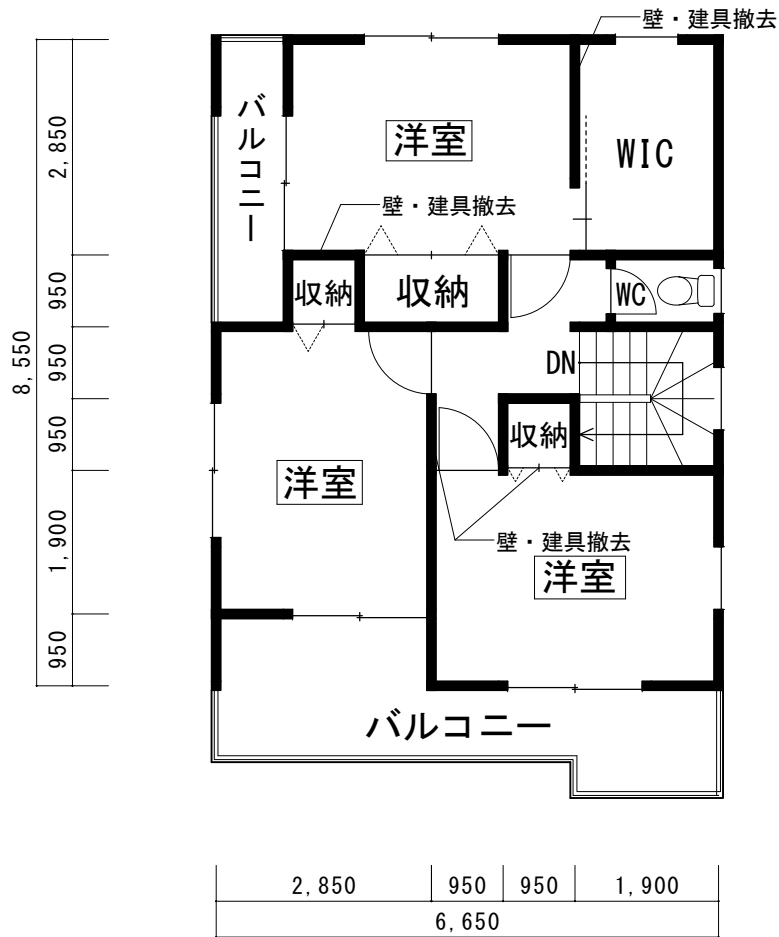 壁・建具撤去
バルコニー
洋室
WIC
2,850
壁・建具撤去
収納
収納
WC
950
8,550
950
DN
950
収納
洋室
壁・建具撤去
洋室
1,900
950
バルコニー
2,850
950
950
1,900
6,650